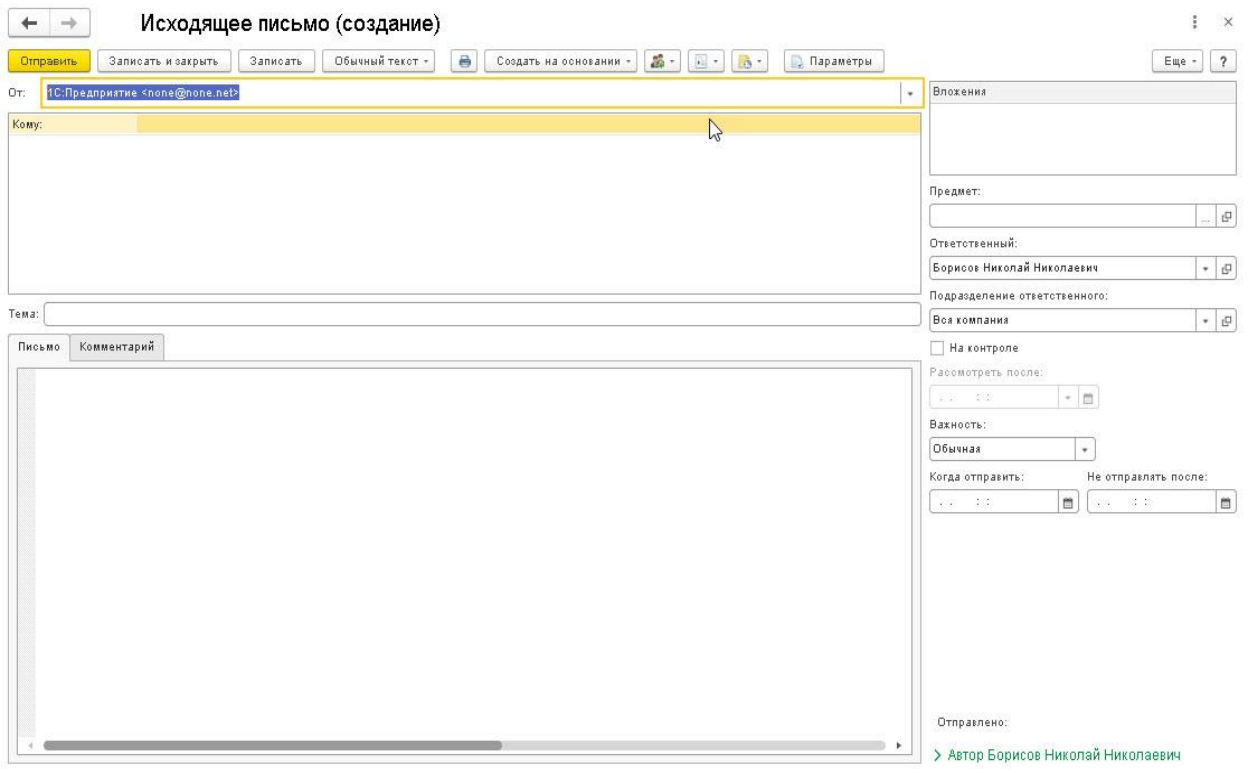 Исходящее письмо (создание)
Отправить Записать и закрыть Записать Обычный текст Создать на основании Параметры Еще ?
От: 1С:Предприятие <none@none.net>
Кому:
Тема:
Письмо Комментарий
Вложения
Предмет:
...
Ответственный:
Борисов Николай Николаевич
Подразделение ответственного:
Вся компания
На контроле
Рассмотреть после:
. . : :
Важность:
Обычная
Когда отправить: Не отправлять после:
. . : : . . : :
Отправлено:
Автор Борисов Николай Николаевич